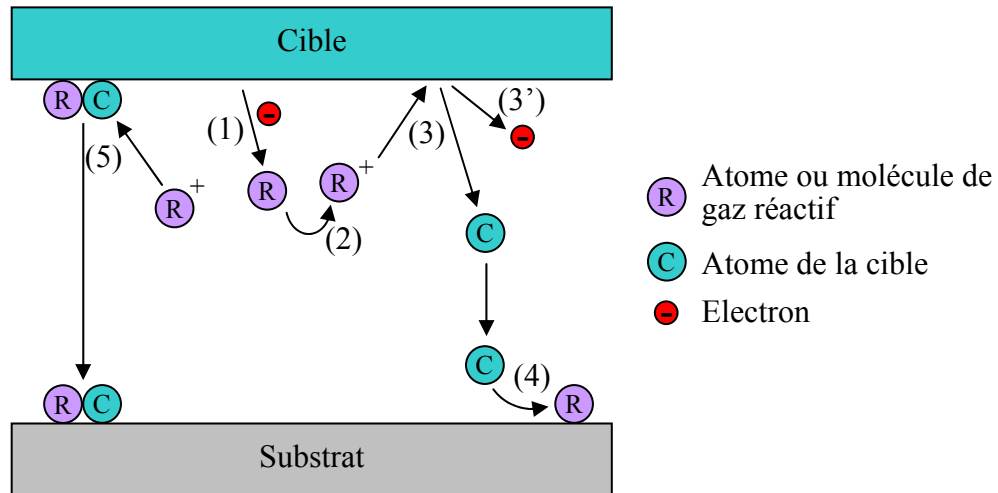 Cible
R C
(1)
-
(3')
(5)
R+
R
R+
(3)
-
(2)
C
R
Atome ou molécule de
gaz réactif
C
Atome de la cible
-
Electron
C
(4)
R C
R
Substrat